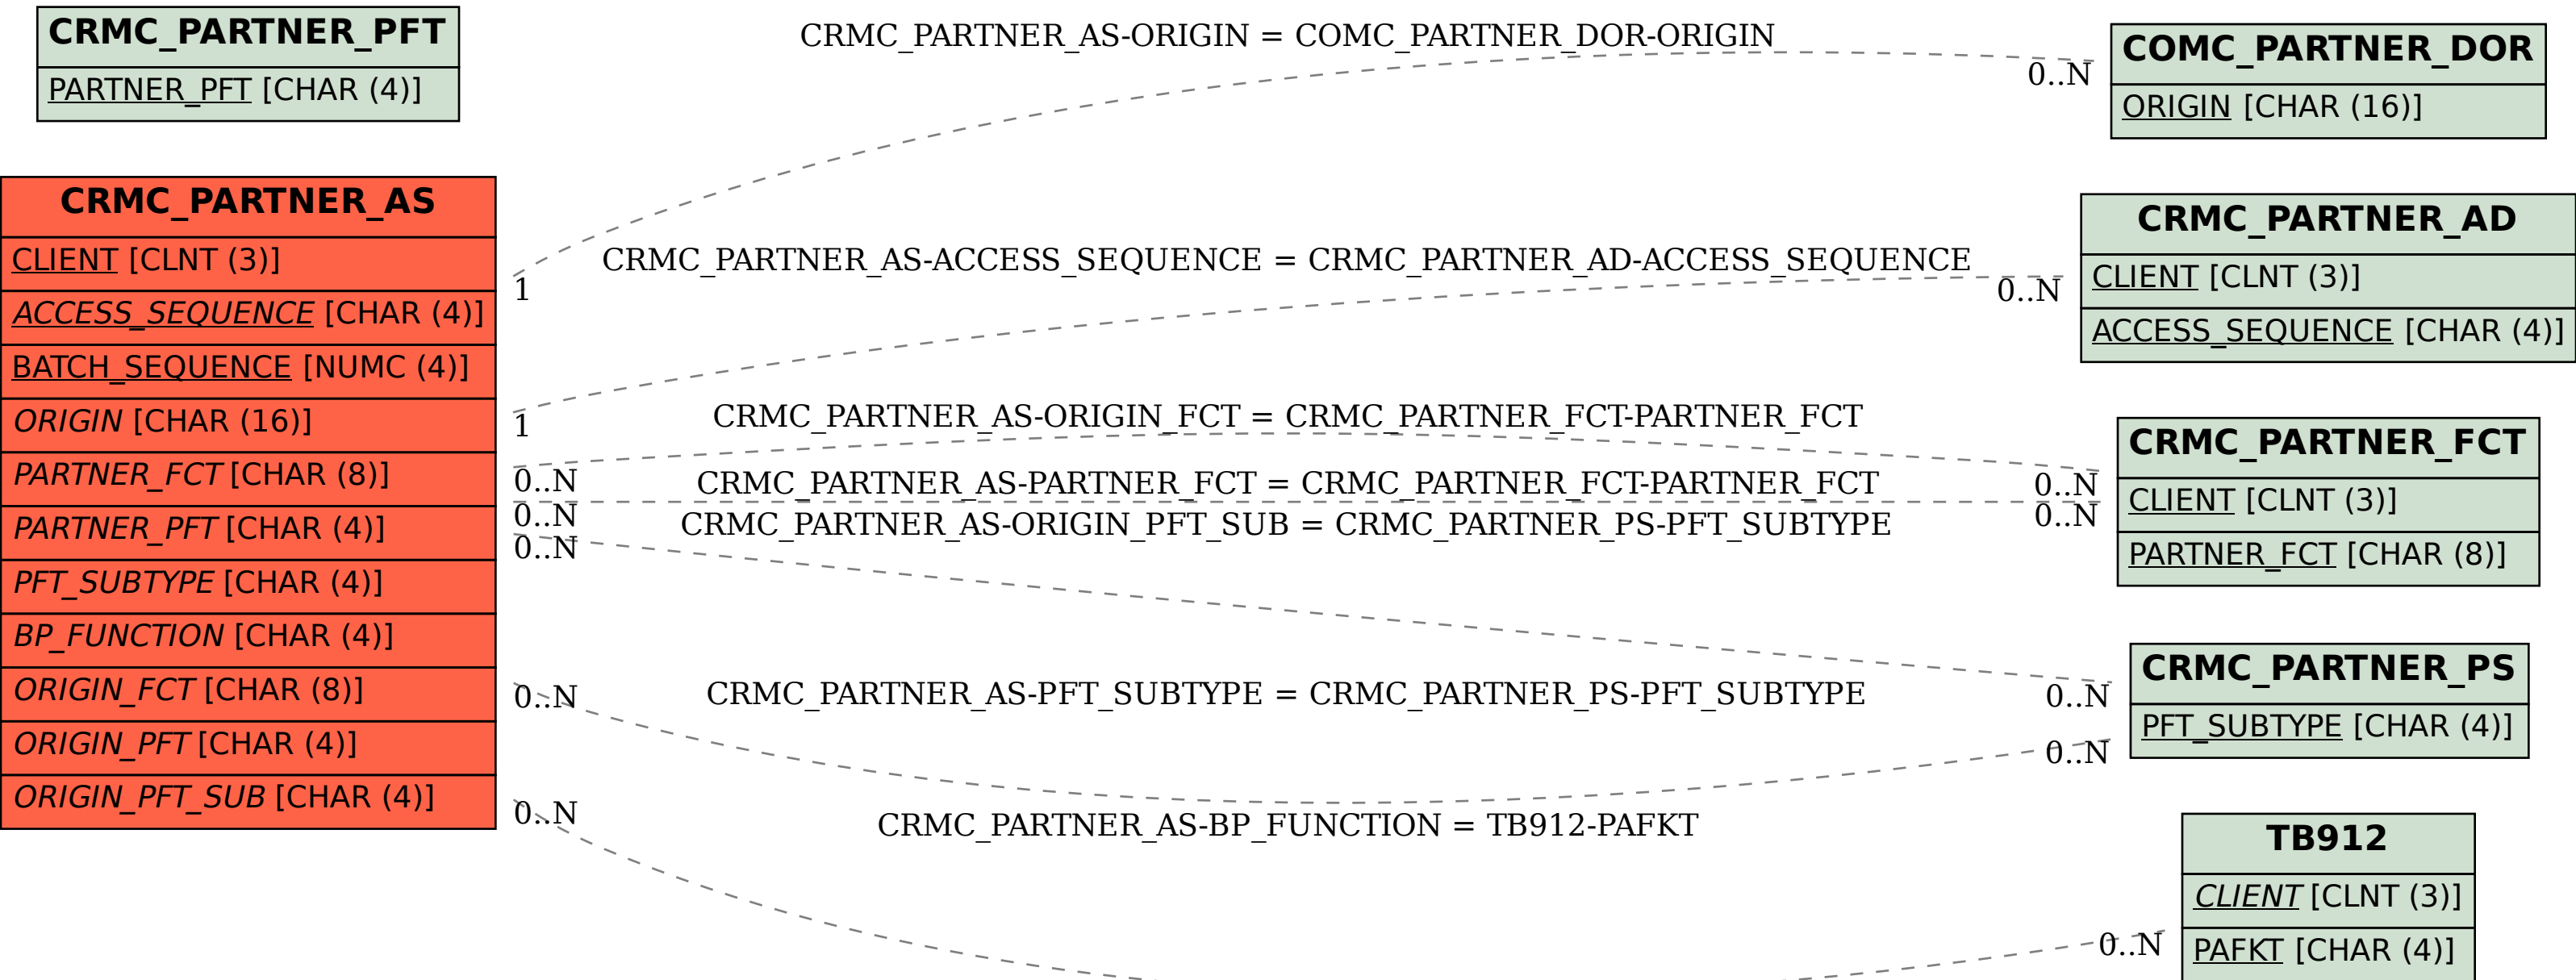 CRMC_PARTNER_PFT
PARTNER_PFT [CHAR (4)]
CRMC_PARTNER_AS
CLIENT [CLNT (3)]
ACCESS_SEQUENCE [CHAR (4)]
BATCH_SEQUENCE [NUMC (4)]
ORIGIN [CHAR (16)]
PARTNER_FCT [CHAR (8)]
PARTNER_PFT [CHAR (4)]
PFT_SUBTYPE [CHAR (4)]
BP_FUNCTION [CHAR (4)]
ORIGIN_FCT [CHAR (8)]
ORIGIN_PFT [CHAR (4)]
ORIGIN_PFT_SUB [CHAR (4)]
CRMC_PARTNER_AS-ORIGIN = COMC_PARTNER_DOR-ORIGIN
1
0..N
CRMC_PARTNER_AS-ACCESS_SEQUENCE = CRMC_PARTNER_AD-ACCESS_SEQUENCE
1
0..N
CRMC_PARTNER_AS-ORIGIN_FCT = CRMC_PARTNER_FCT-PARTNER_FCT
0..N
0..N
CRMC_PARTNER_AS-PARTNER_FCT = CRMC_PARTNER_FCT-PARTNER_FCT
0..N
0..N
CRMC_PARTNER_AS-ORIGIN_PFT_SUB = CRMC_PARTNER_PS-PFT_SUBTYPE
0..N
0..N
CRMC_PARTNER_AS-PFT_SUBTYPE = CRMC_PARTNER_PS-PFT_SUBTYPE
0..N
0..N
CRMC_PARTNER_AS-BP_FUNCTION = TB912-PAFKT
0..N
0..N
COMC_PARTNER_DOR
ORIGIN [CHAR (16)]
CRMC_PARTNER_AD
CLIENT [CLNT (3)]
ACCESS_SEQUENCE [CHAR (4)]
CRMC_PARTNER_FCT
CLIENT [CLNT (3)]
PARTNER_FCT [CHAR (8)]
CRMC_PARTNER_PS
PFT_SUBTYPE [CHAR (4)]
TB912
CLIENT [CLNT (3)]
PAFKT [CHAR (4)]